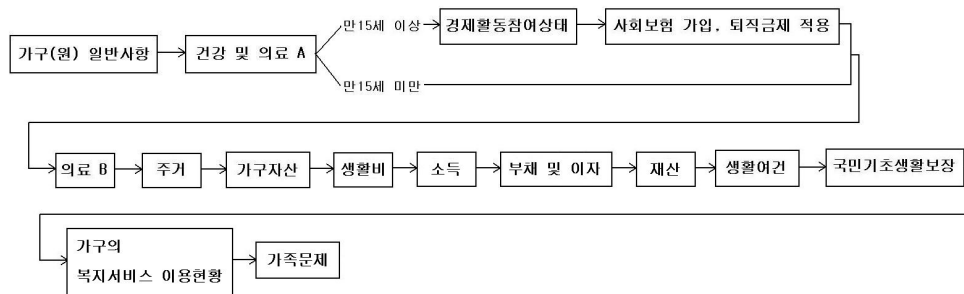 만15세 이상
경제활동참여상태
사회보험 가입, 퇴직금제 적용
가구(원) 일반사항
건강 및 의료 A
만15세 미만
의료 B
주거
가구자산
생활비
소득
부채 및 이자
재산
생활여건
국민기초생활보장
가구의
복지서비스 이용현황
가족문제